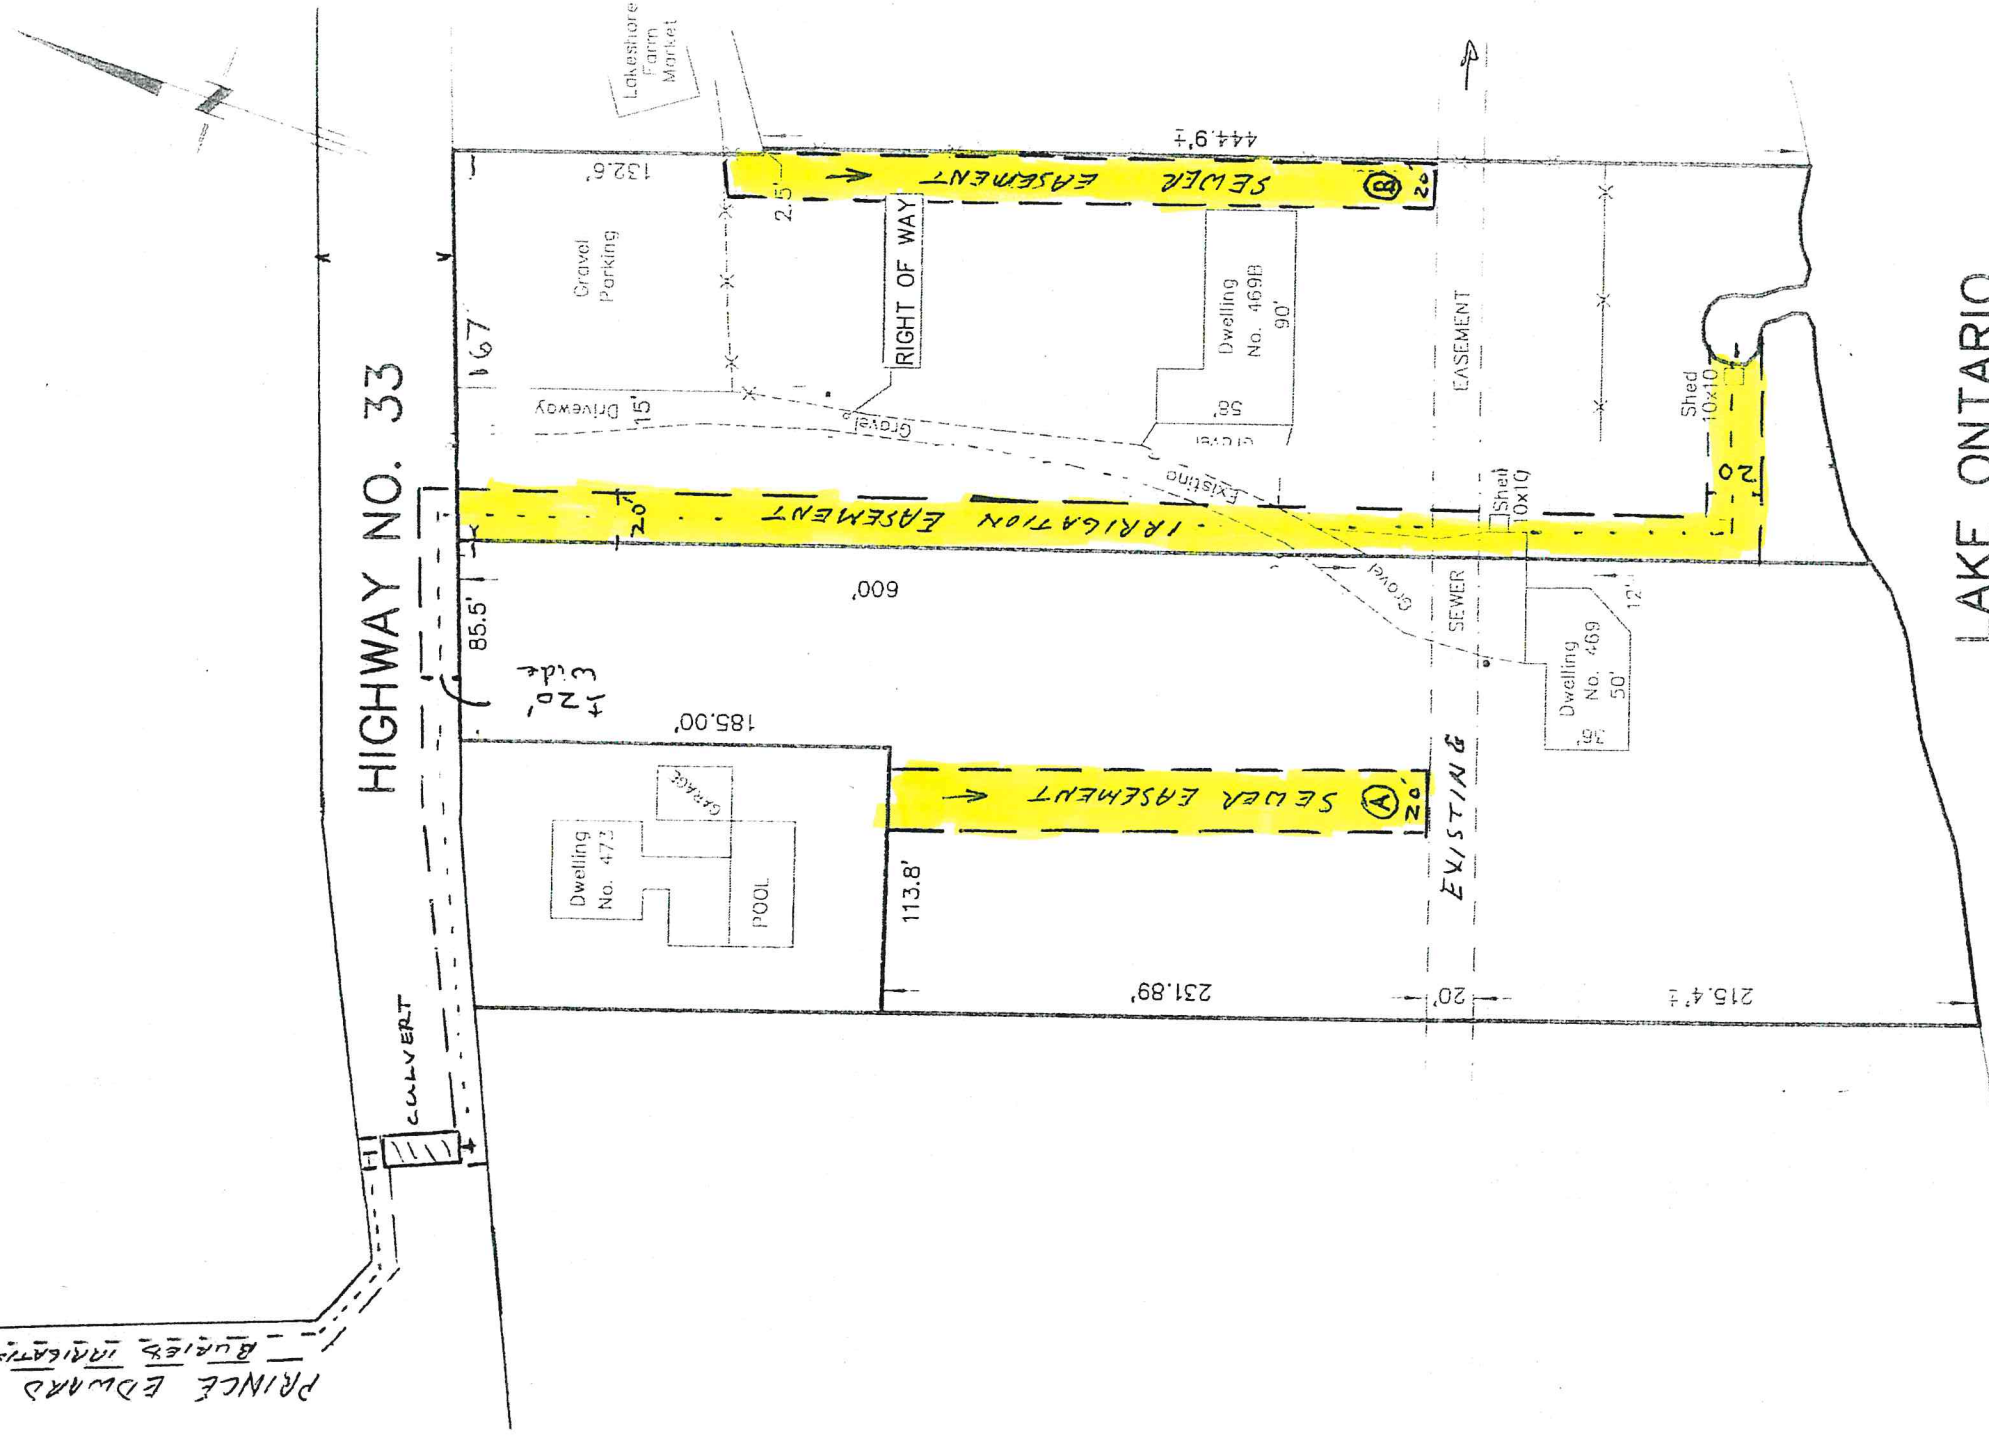 Lakeshore
Farm
Market
HIGHWAY NO. 33
167'
132.6'
Gravel
Parking
2.5'
SEWER EASEMENT
B
20'
444.9'±
RIGHT OF WAY
Driveway
15'
Gravel
Dwelling
No. 469B
90'
58'
Gravel
EASEMENT
Shed
10x10
20
20'
IRRIGATION EASEMENT
Existing
Shed
10x10
85.5'
600'
Gravel
SEWER
12'
Dwelling
No. 469
50'
36'
±20'
Wide
185.00'
GARAGE
Dwelling
No. 473
POOL
SEWER EASEMENT
A
20'
EXISTING
113.8'
231.89'
20'
215.4'±
CULVERT
PRINCE EDWARD
BURIED IRRIGATI
LAKE ONTARIO
N